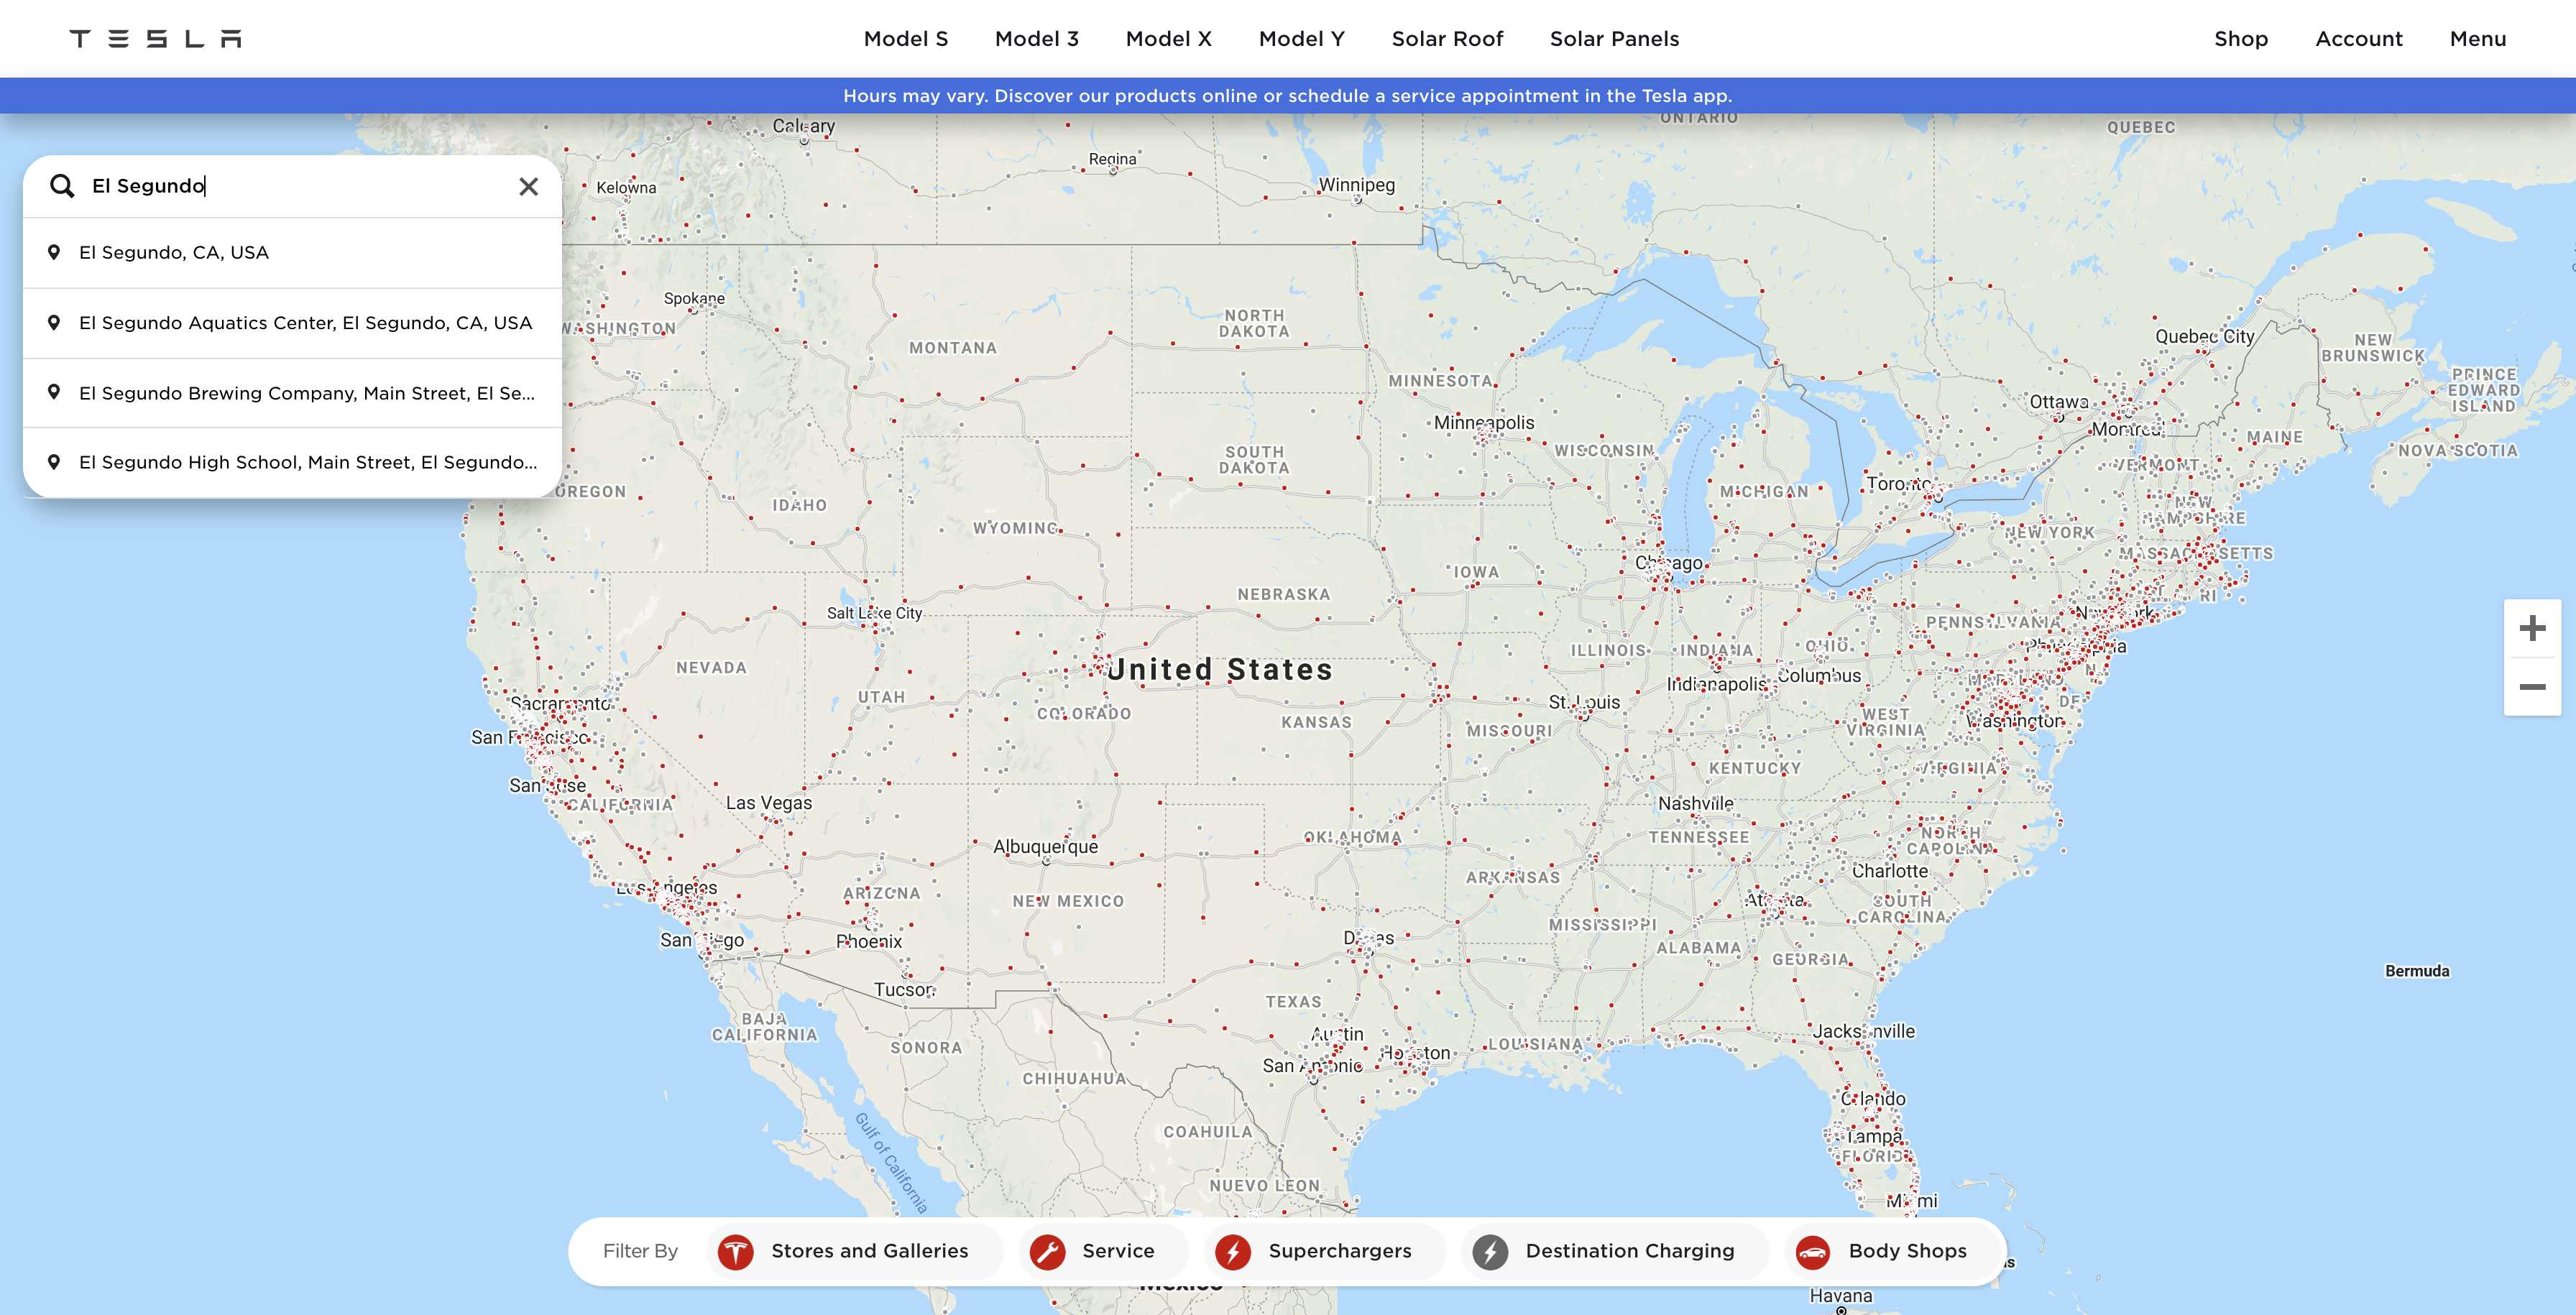 TESLA
Model S Model 3 Model X Model Y Solar Roof Solar Panels
Shop Account Menu
Hours may vary. Discover our products online or schedule a service appointment in the Tesla app.
El Segundo
El Segundo, CA, USA
El Segundo Aquatics Center, El Segundo, CA, USA
El Segundo Brewing Company, Main Street, El Se...
El Segundo High School, Main Street, El Segundo...
Calgary
ONTARIO
QUEBEC
Regina
Kelowna
Winnipeg
Spokane
WASHINGTON
NORTH
DAKOTA
MONTANA
MINNESOTA
Quebec City
NEW
BRUNSWICK
PRINCE
EDWARD
ISLAND
Ottawa
Montreal
Minneapolis
MAINE
NOVA SCOTIA
SOUTH
DAKOTA
WISCONSIN
VERMONT
OREGON
IDAHO
MICHIGAN
Toronto
NEW
HAMPSHIRE
WYOMING
NEW YORK
MASSACHUSETTS
Chicago
IOWA
NEBRASKA
RI
Salt Lake City
New York
PENNSYLVANIA
Philadelphia
NEVADA
United States
ILLINOIS
INDIANA
OHIO
UTAH
Indianapolis
Columbus
MARYLAND
DE
Sacramento
COLORADO
KANSAS
St. Louis
MISSOURI
WEST
VIRGINIA
Washington
San Francisco
San Jose
CALIFORNIA
Las Vegas
KENTUCKY
VIRGINIA
Nashville
Albuquerque
OKLAHOMA
TENNESSEE
NORTH
CAROLINA
Los Angeles
ARIZONA
NEW MEXICO
ARKANSAS
Charlotte
Atlanta
SOUTH
CAROLINA
San Diego
Phoenix
Dallas
MISSISSIPPI
ALABAMA
GEORGIA
Bermuda
Tucson
TEXAS
BAJA
CALIFORNIA
SONORA
Austin
San Antonio
Houston
LOUISIANA
Jacksonville
CHIHUAHUA
Gulf of California
COAHUILA
Orlando
Tampa
FLORIDA
NUEVO LEON
Miami
Filter By Stores and Galleries Service Superchargers Destination Charging Body Shops
Mexico
Havana